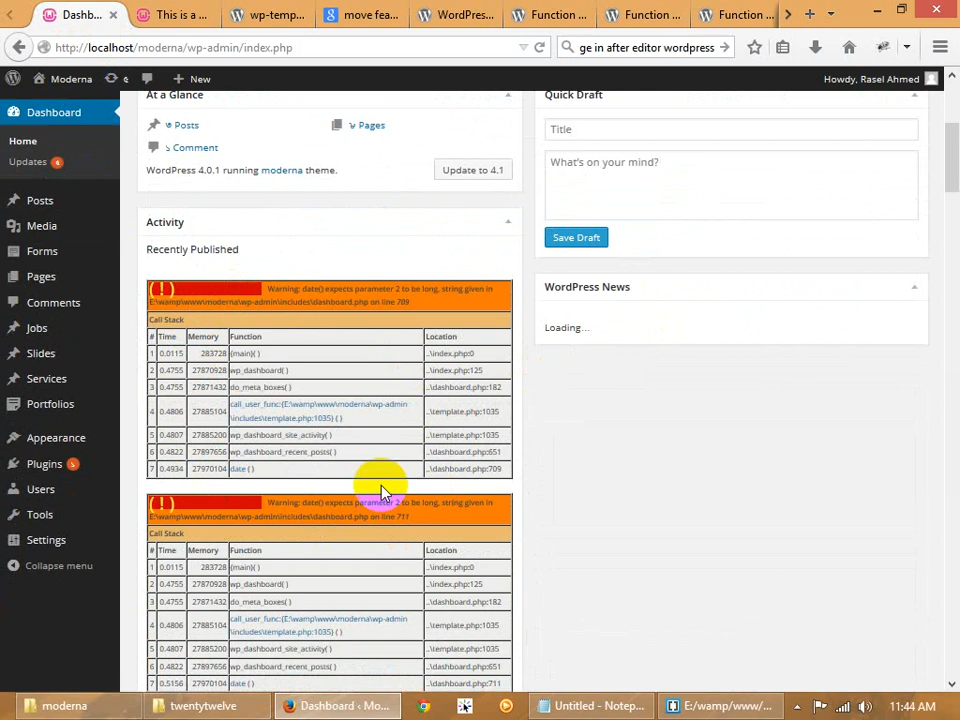 Dashb...
This is a ...
wp-temp...
move fea...
WordPress...
Function ...
Function ...
Function ...
http://localhost/moderna/wp-admin/index.php
ge in after editor wordpress
Moderna
New
Howdy, Rasel Ahmed
Dashboard
Home
Updates
Posts
Media
Forms
Pages
Comments
Jobs
Slides
Services
Portfolios
Appearance
Plugins
Users
Tools
Settings
Collapse menu
At a Glance
Posts
Pages
Comment
WordPress 4.0.1 running moderna theme.
Update to 4.1
Activity
Recently Published
( ! ) Warning: date() expects parameter 2 to be long, string given in
E:\wamp\www\moderna\wp-admin\includes\dashboard.php on line 709
Call Stack
# Time Memory Function Location
1 0.0115 283728 {main}( ) ..\index.php:0
2 0.4755 27870928 wp_dashboard( ) ..\index.php:125
3 0.4755 27871432 do_meta_boxes( ) ..\dashboard.php:182
4 0.4806 27885104 call_user_func:{E:\wamp\www\moderna\wp-admin
\includes\template.php:1035} ( ) ..\template.php:1035
5 0.4807 27885200 wp_dashboard_site_activity( ) ..\template.php:1035
6 0.4822 27897656 wp_dashboard_recent_posts( ) ..\dashboard.php:651
7 0.4934 27970104 date ( ) ..\dashboard.php:709
( ! ) Warning: date() expects parameter 2 to be long, string given in
E:\wamp\www\moderna\wp-admin\includes\dashboard.php on line 711
Call Stack
# Time Memory Function Location
1 0.0115 283728 {main}( ) ..\index.php:0
2 0.4755 27870928 wp_dashboard( ) ..\index.php:125
3 0.4755 27871432 do_meta_boxes( ) ..\dashboard.php:182
4 0.4806 27885104 call_user_func:{E:\wamp\www\moderna\wp-admin
\includes\template.php:1035} ( ) ..\template.php:1035
5 0.4807 27885200 wp_dashboard_site_activity( ) ..\template.php:1035
6 0.4822 27897656 wp_dashboard_recent_posts( ) ..\dashboard.php:651
7 0.5156 27970104 date ( ) ..\dashboard.php:711
Quick Draft
Title
What's on your mind?
Save Draft
WordPress News
Loading...
moderna
twentytwelve
Dashboard ‹ Mo...
Untitled - Notep...
E:/wamp/www/...
11:44 AM